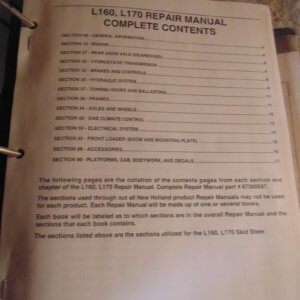 L160, L170 REPAIR MANUAL
COMPLETE CONTENTS
SECTION 00 - GENERAL INFORMATION
SECTION 10 - ENGINE
SECTION 27 - REAR DRIVE AXLE (GEARBOXES)
SECTION 29 - HYDROSTATIC TRANSMISSION
SECTION 33 - BRAKES AND CONTROLS
SECTION 35 - HYDRAULIC SYSTEM
SECTION 37 - TOWING HOOKS AND BALLASTING
SECTION 39 - FRAMES
SECTION 44 - AXLES AND WHEELS
SECTION 50 - CAB CLIMATE CONTROL
SECTION 55 - ELECTRICAL SYSTEM
SECTION 82 - FRONT LOADER (BOOM AND MOUNTING PLATE)
SECTION 89 - ACCESSORIES
SECTION 90 - PLATFORMS, CAB, BODYWORK, AND DECALS 17
The following pages are the collation of the contents pages from each section and
chapter of the L160, L170 Repair Manual. Complete Repair Manual part #
The sections used through out all New Holland product Repair Manuals may not be used
for each product. Each Repair Manual will be made up of one or several books.
Each book will be labeled as to which sections are in the overall Repair Manual and the
sections that each book contains.
The sections listed above are the sections utilized for the L160, L170 Skid Steer.